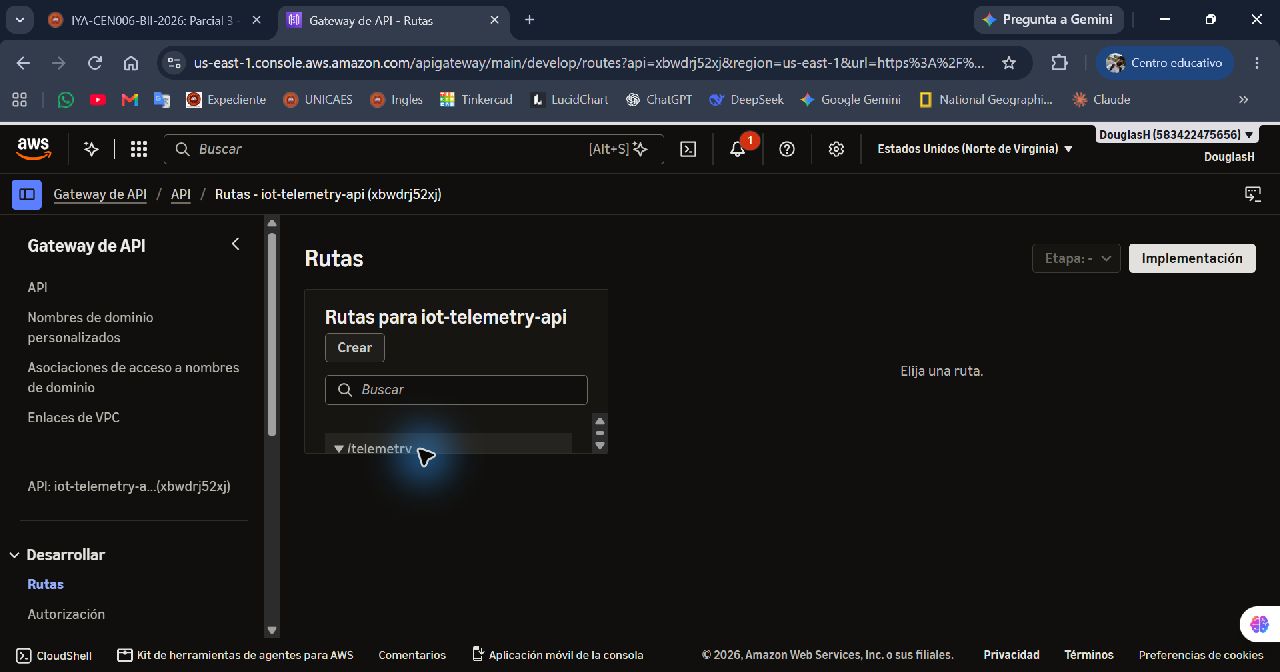 IYA-CEN006-BII-2026: Parcial 3 -
Gateway de API - Rutas
Pregunta a Gemini
us-east-1.console.aws.amazon.com/apigateway/main/develop/routes?api=xbwdrj52xj&region=us-east-1&url=https%3A%2F%...
Centro educativo
Expediente
UNICAES
Ingles
Tinkercad
LucidChart
ChatGPT
DeepSeek
Google Gemini
National Geographi...
Claude
aws
Buscar
[Alt+S]
1
Estados Unidos (Norte de Virginia)
DouglasH (583422475656)
DouglasH
Gateway de API / API / Rutas - iot-telemetry-api (xbwdrj52xj)
Gateway de API
API
Nombres de dominio
personalizados
Asociaciones de acceso a nombres
de dominio
Enlaces de VPC
API: iot-telemetry-a...(xbwdrj52xj)
Desarrollar
Rutas
Autorización
Rutas
Etapa: -
Implementación
Rutas para iot-telemetry-api
Crear
Buscar
/telemetry
Elija una ruta.
CloudShell
Kit de herramientas de agentes para AWS
Comentarios
Aplicación móvil de la consola
© 2026, Amazon Web Services, Inc. o sus filiales.
Privacidad
Términos
Preferencias de cookies